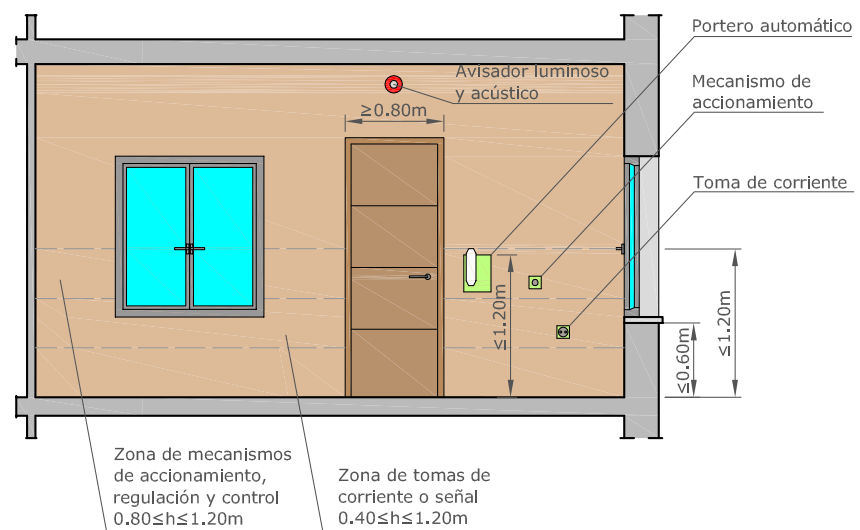 Portero automático
Avisador luminoso
y acústico
Mecanismo de
accionamiento
≥0.80m
Toma de corriente
≤1.20m
≤0.60m
≤1.20m
Zona de mecanismos
de accionamiento,
regulación y control
0.80≤h≤1.20m
Zona de tomas de
corriente o señal
0.40≤h≤1.20m